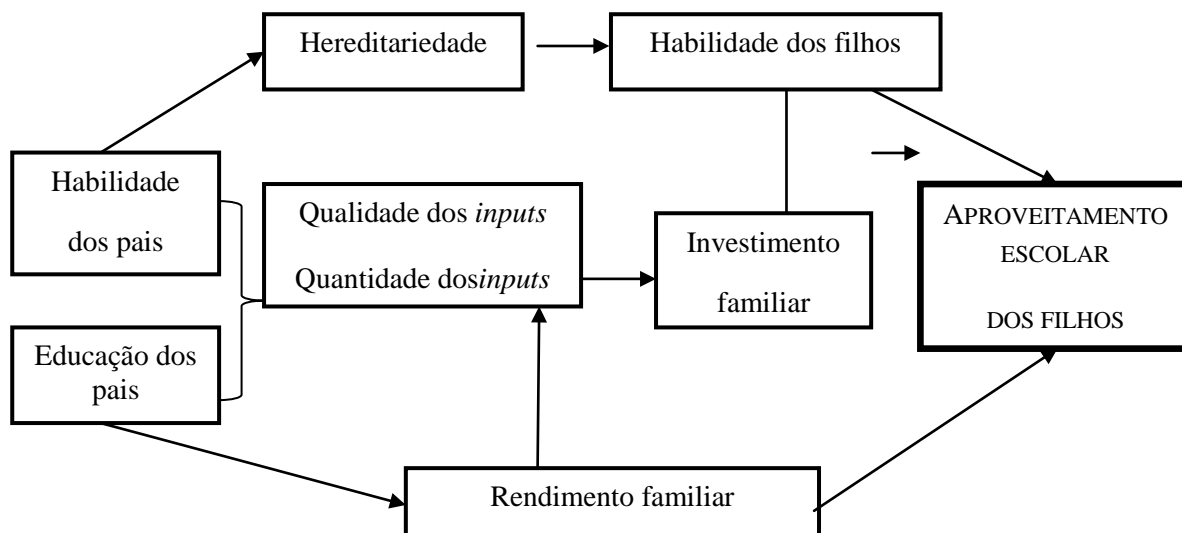 Hereditariedade
Habilidade dos filhos
Habilidade
dos pais
Qualidade dos inputs
Quantidade dosinputs
Investimento
familiar
APROVEITAMENTO
ESCOLAR
DOS FILHOS
Educação dos
pais
Rendimento familiar